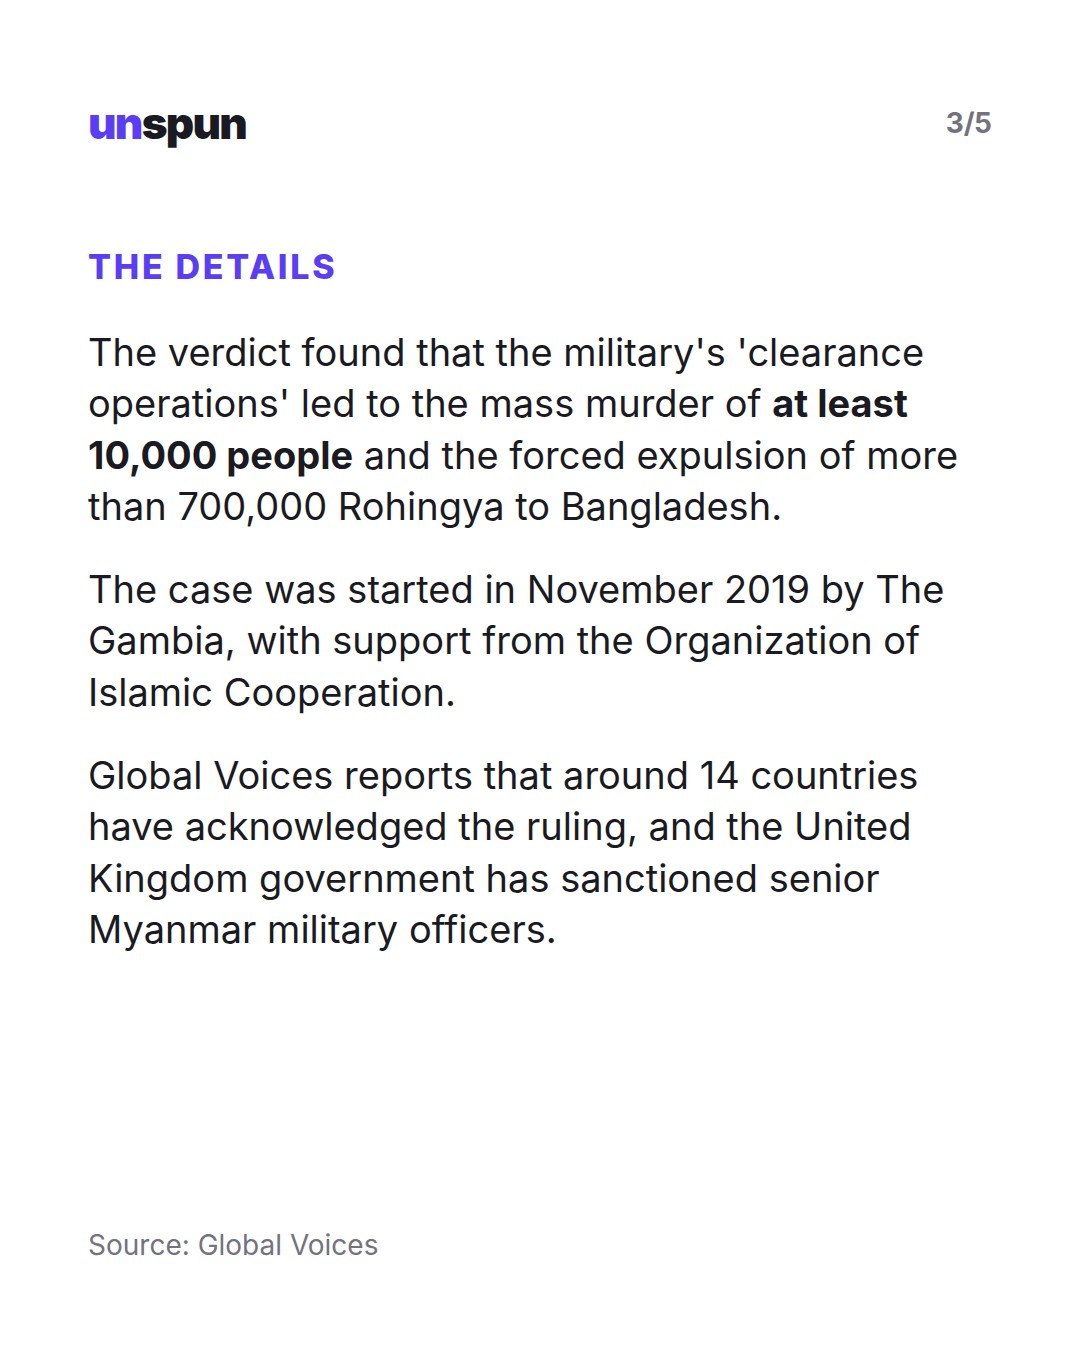 unspun
3/5
THE DETAILS
The verdict found that the military's 'clearance
operations' led to the mass murder of at least
10,000 people and the forced expulsion of more
than 700,000 Rohingya to Bangladesh.
The case was started in November 2019 by The
Gambia, with support from the Organization of
Islamic Cooperation.
Global Voices reports that around 14 countries
have acknowledged the ruling, and the United
Kingdom government has sanctioned senior
Myanmar military officers.
Source: Global Voices